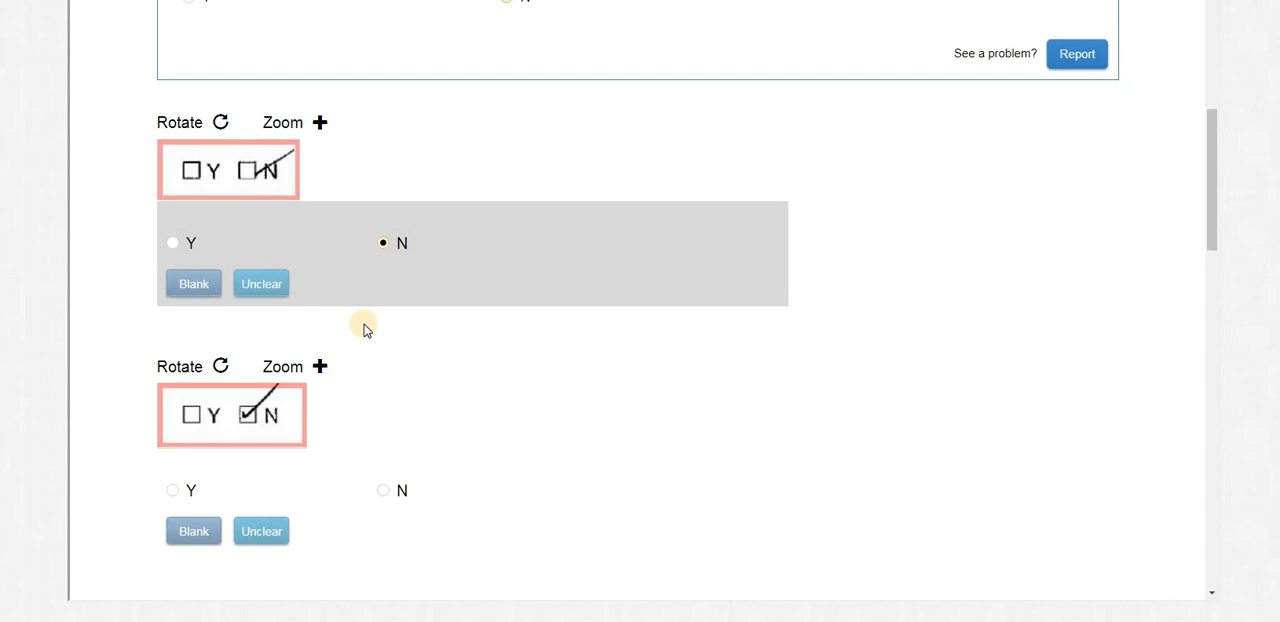 See a problem? Report
Rotate Zoom
Y N
Y N
Blank Unclear
Rotate Zoom
Y N
Y N
Blank Unclear